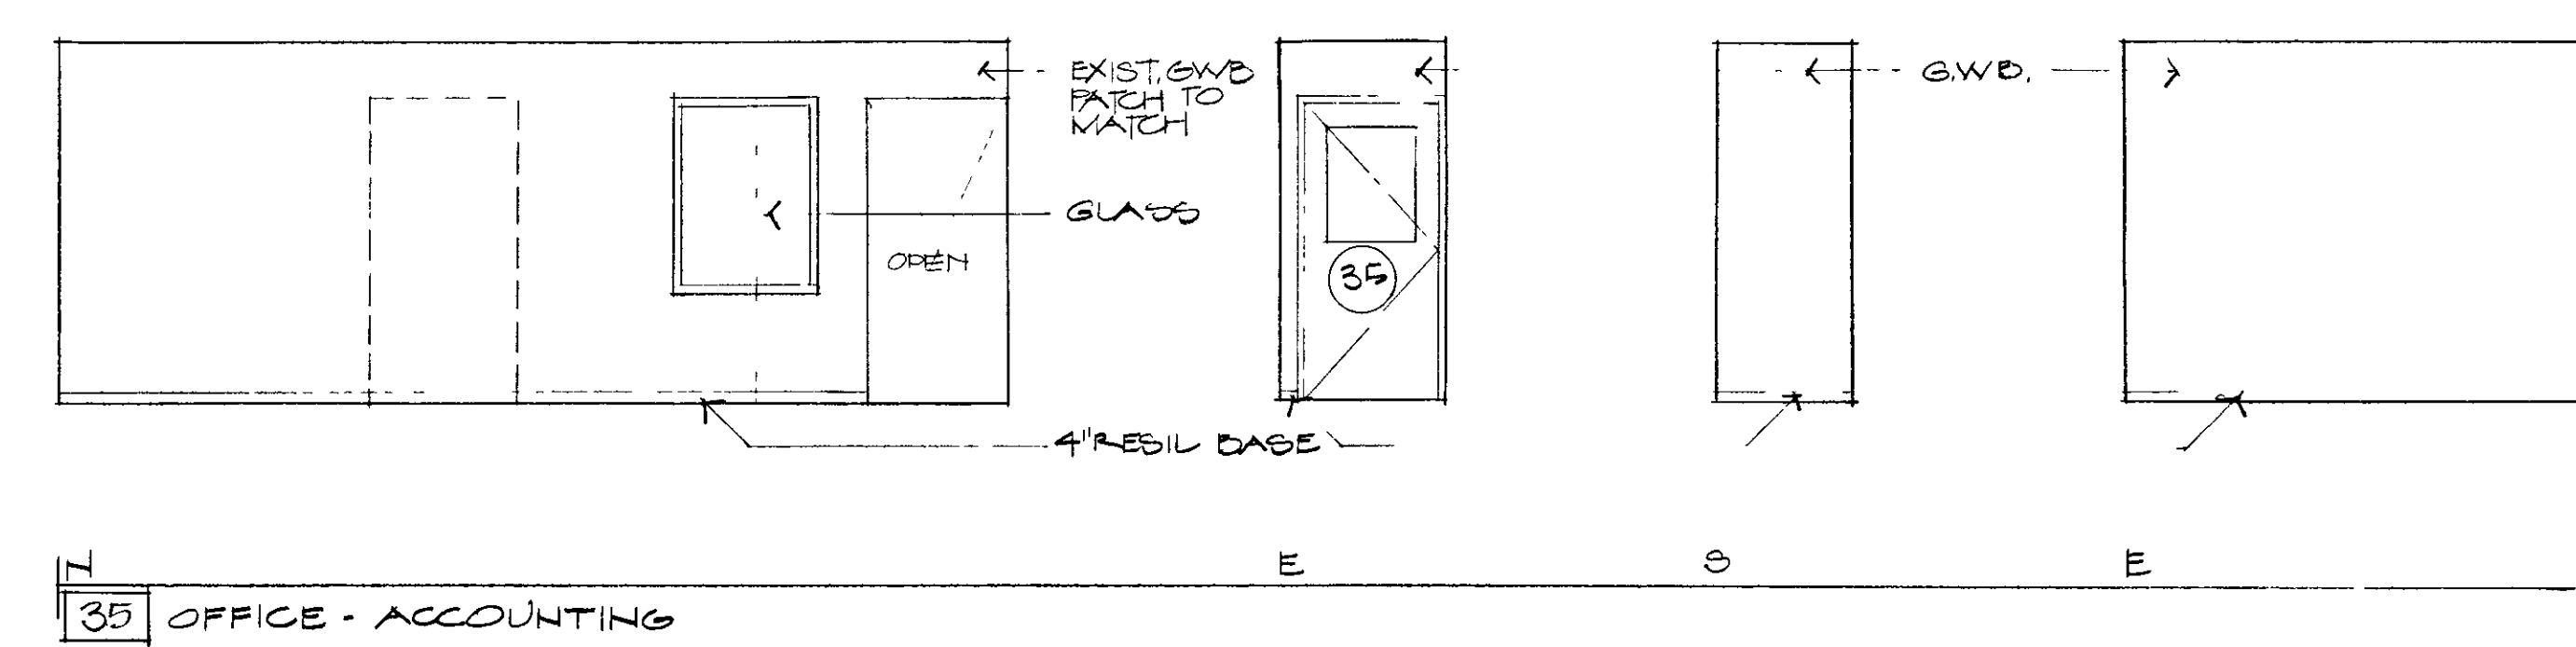 EXIST. GWB
PATCH TO
MATCH
G.W.B.
GLASS
OPEN
35
4" RESIL BASE
N
E
S
E
35 OFFICE - ACCOUNTING